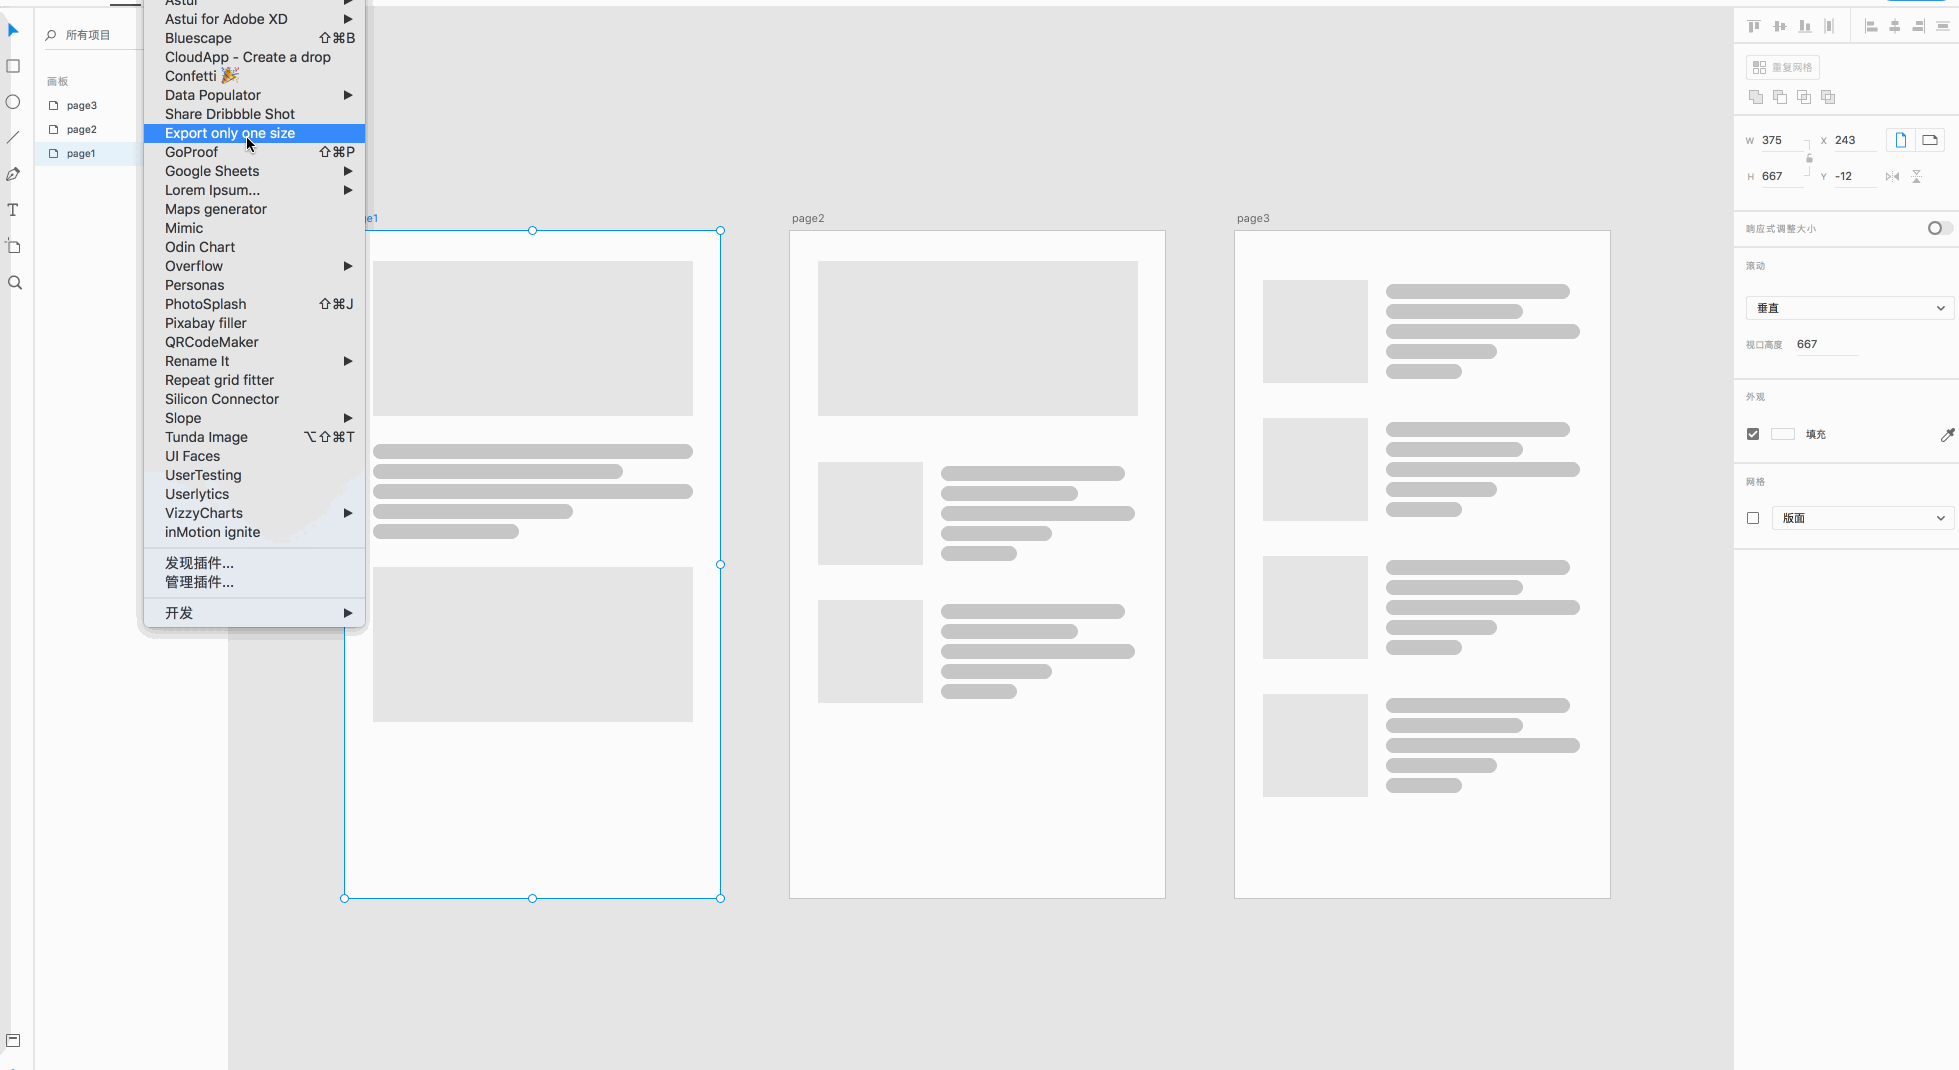 所有项目
画板
page3
page2
page1
Astui
Astui for Adobe XD
Bluescape ⇧⌘B
CloudApp - Create a drop
Confetti 🎉
Data Populator
Share Dribbble Shot
Export only one size
GoProof ⇧⌘P
Google Sheets
Lorem Ipsum...
Maps generator
Mimic
Odin Chart
Overflow
Personas
PhotoSplash ⇧⌘J
Pixabay filler
QRCodeMaker
Rename It
Repeat grid fitter
Silicon Connector
Slope
Tunda Image ⌥⇧⌘T
UI Faces
UserTesting
Userlytics
VizzyCharts
inMotion ignite
发现插件...
管理插件...
开发
ge1
page2
page3
重复网格
W 375 X 243
H 667 Y -12
响应式调整大小
滚动
垂直
视口高度 667
外观
填充
网格
版面